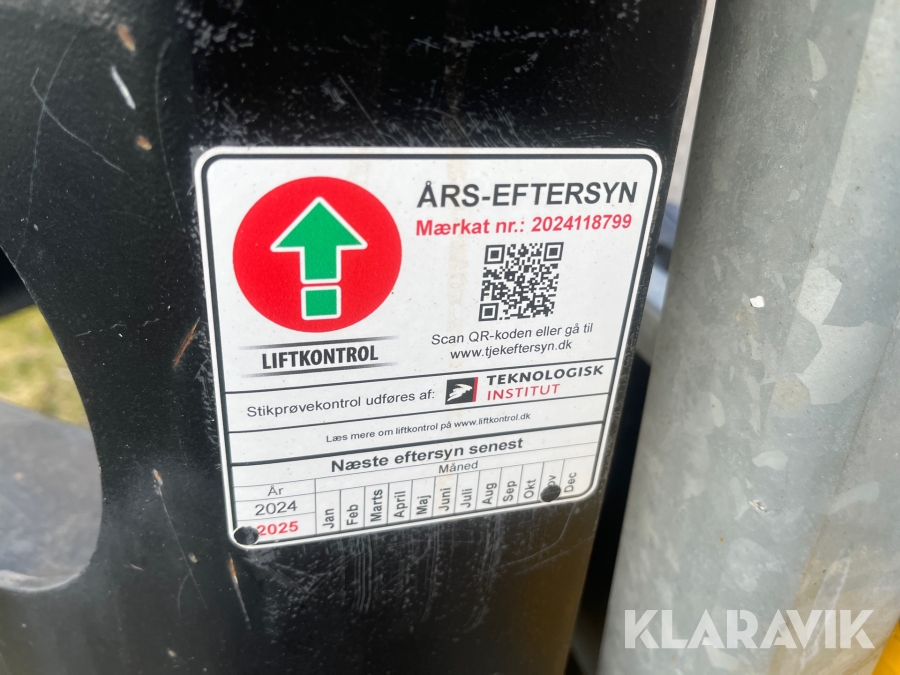 ÅRS-EFTERSYN
Mærkat nr.: 2024118799
Scan QR-koden eller gå til
www.tjekeftersyn.dk
LIFTKONTROL
Stikprøvekontrol udføres af:
TEKNOLOGISK
INSTITUT
Læs mere om liftkontrol på www.liftkontrol.dk
Næste eftersyn senest
År
Måned
2024
2025
Jan
Feb
Marts
April
Maj
Juni
Juli
Aug
Sep
Okt
ov
Dec
KLARAVIK